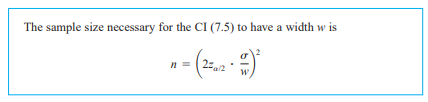 The sample size necessary for the CI (7.5) to have a width w is
n = (2z_{α/2} · σ/w)^2